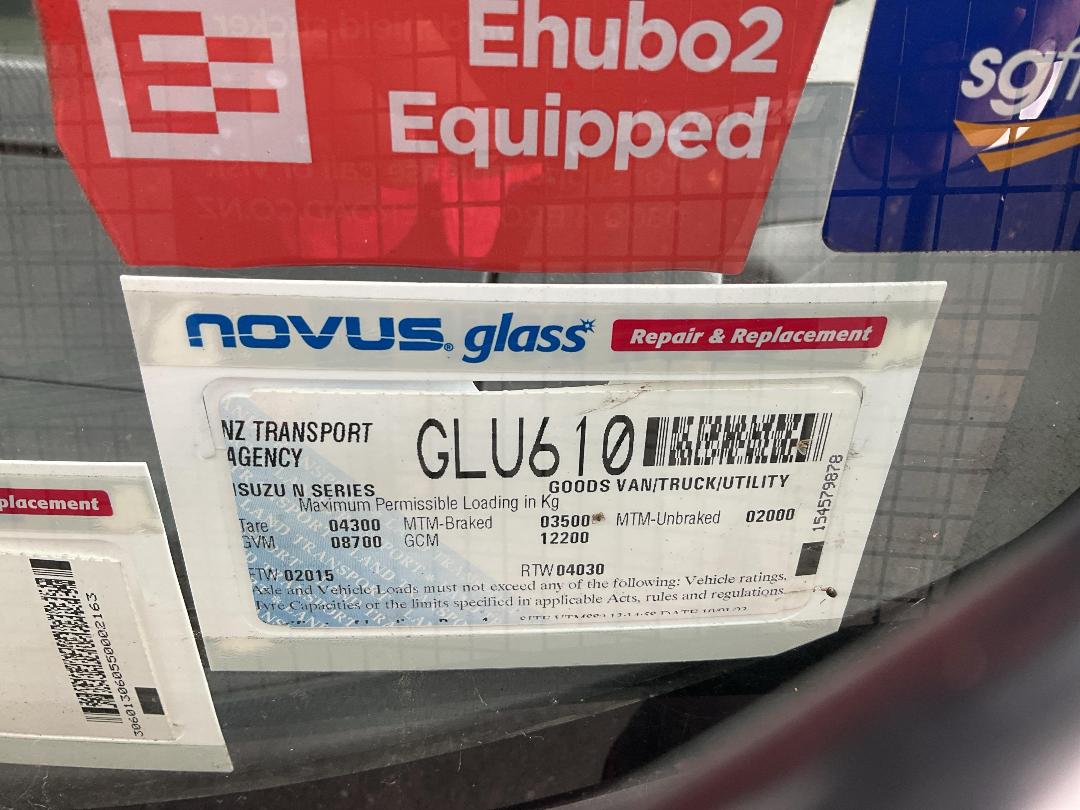 Ehubo2
Equipped
sgf
novus® glass
Repair & Replacement
NZ TRANSPORT
AGENCY
GLU610
ISUZU N SERIES
GOODS VAN/TRUCK/UTILITY
Maximum Permissible Loading in Kg
Tare 04300 MTM-Braked 03500 MTM-Unbraked 02000
GVM 08700 GCM 12200
FTW 02015 RTW 04030
Axle and Vehicle Loads must not exceed any of the following: Vehicle ratings,
Tyre Capacities or the limits specified in applicable Acts, rules and regulations.
154579878
placement
3060130605500002163